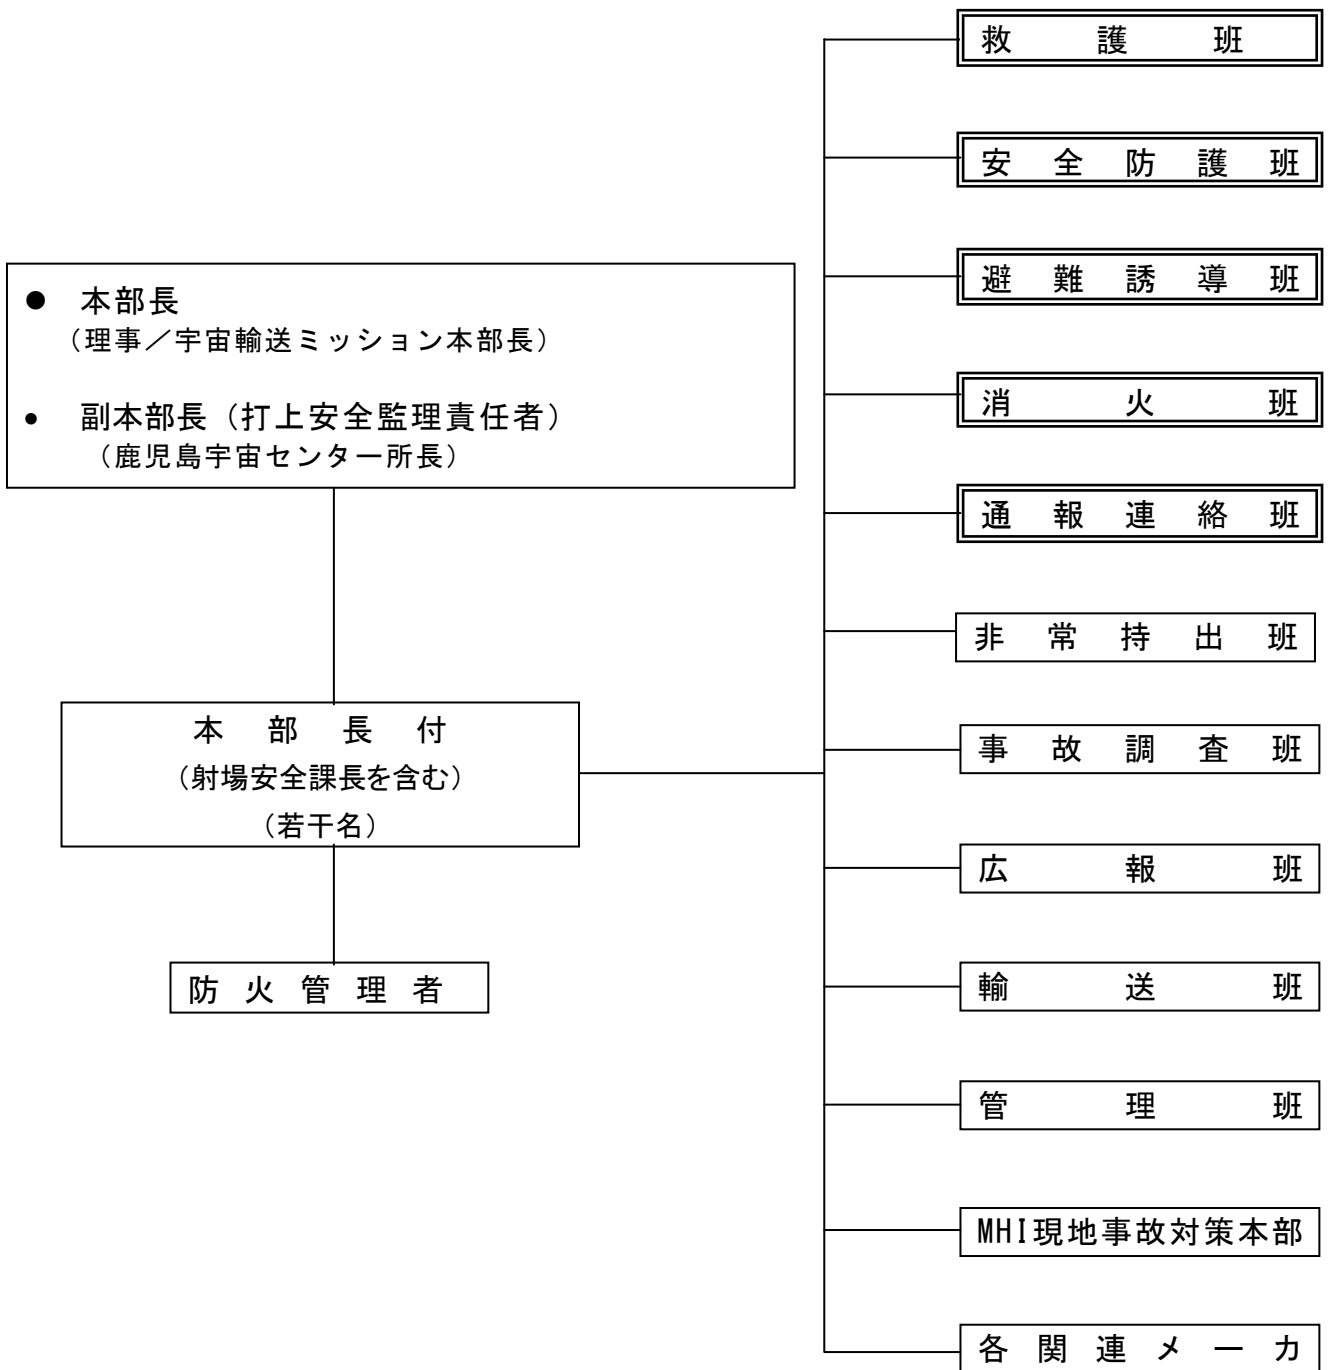 ● 本部長
（理事／宇宙輸送ミッション本部長）
● 副本部長（打上安全監理責任者）
（鹿児島宇宙センター所長）
本部長付
（射場安全課長を含む）
（若干名）
防火管理者
救護班
安全防護班
避難誘導班
消火班
通報連絡班
非常持出班
事故調査班
広報班
輸送班
管理班
MHI現地事故対策本部
各関連メーカ